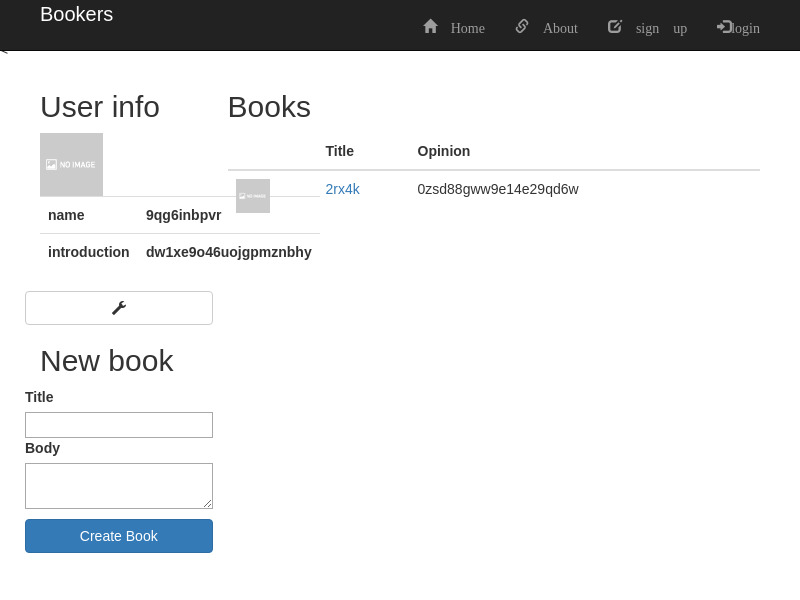 Bookers
Home About sign up login
<
User info
NO IMAGE
name 9qg6inbpvr
introduction dw1xe9o46uojgpmznbhy
New book
Title
Body
Create Book
Books
Title Opinion
NO IMAGE 2rx4k 0zsd88gww9e14e29qd6w